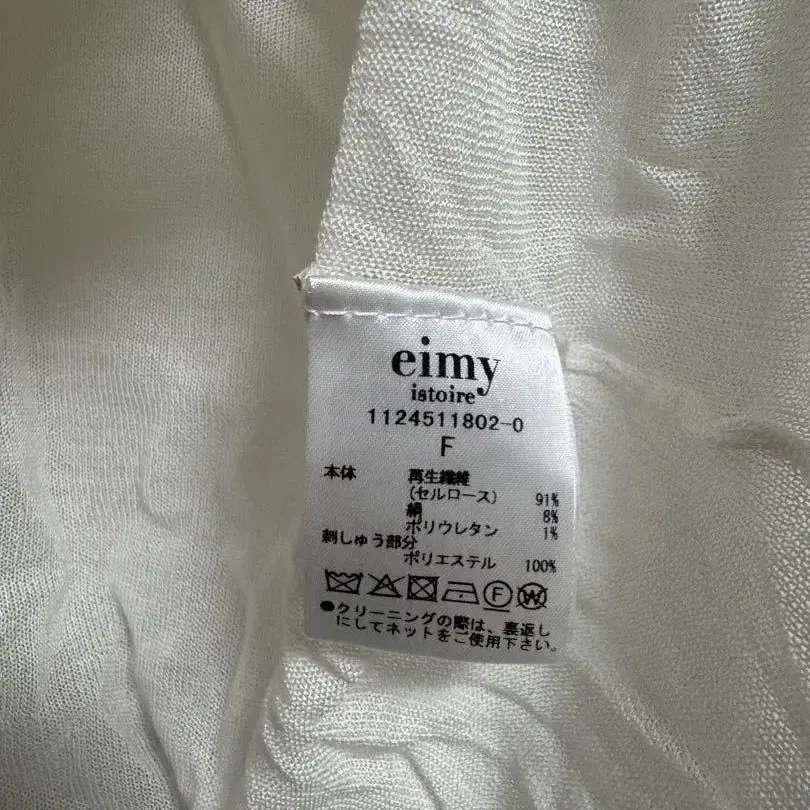 eimy
istoire
1124511802-0
F
本体 再生繊維
(セルロース) 91%
絹 8%
ポリウレタン 1%
刺しゅう部分
ポリエステル 100%
F W
●クリーニングの際は、裏返し
にしてネットをご使用下さい。